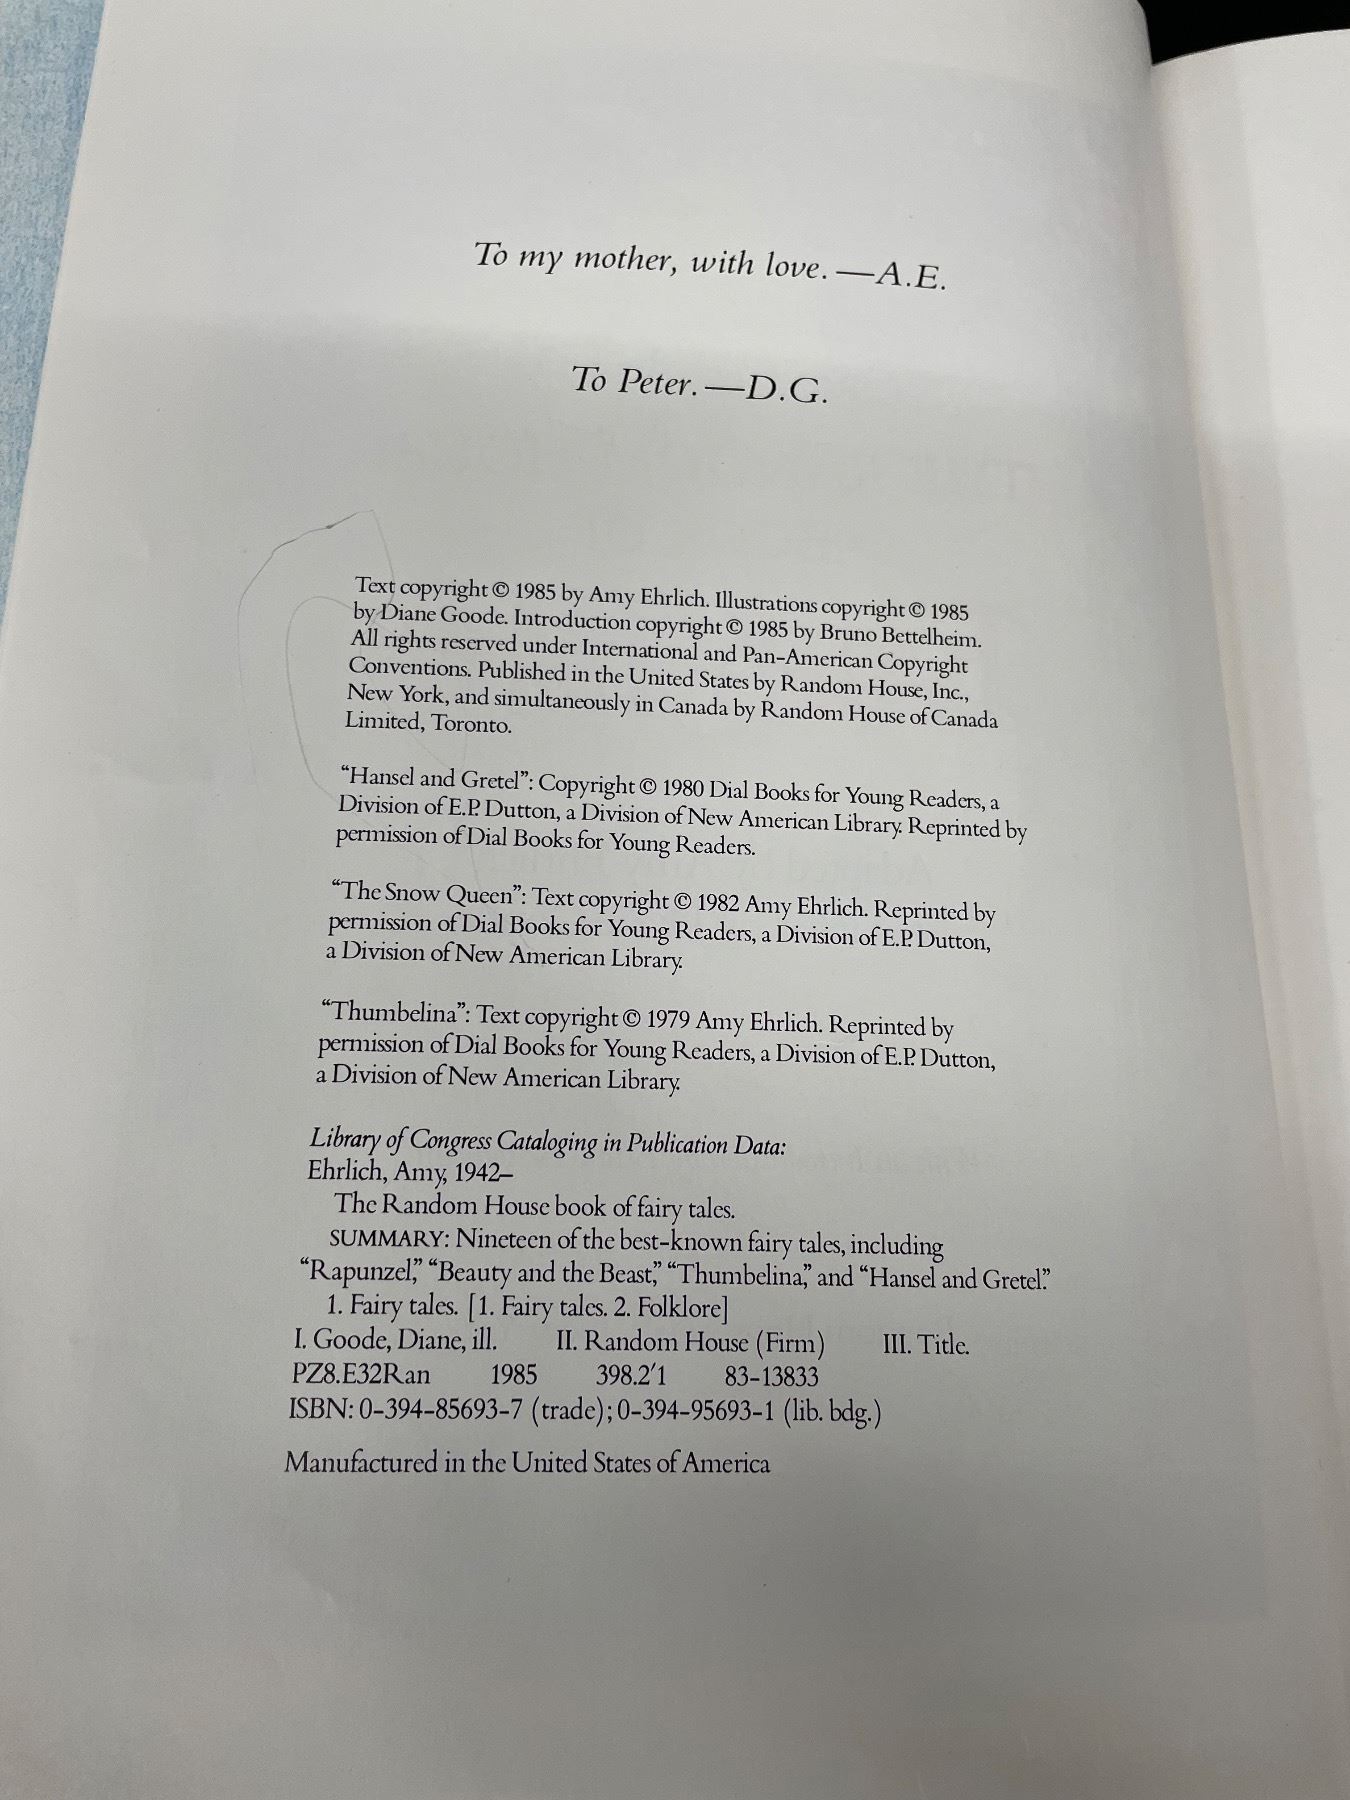 To my mother, with love. —A.E.
To Peter. —D.G.
Text copyright © 1985 by Amy Ehrlich. Illustrations copyright © 1985
by Diane Goode. Introduction copyright © 1985 by Bruno Bettelheim.
All rights reserved under International and Pan-American Copyright
Conventions. Published in the United States by Random House, Inc.,
New York, and simultaneously in Canada by Random House of Canada
Limited, Toronto.
“Hansel and Gretel”: Copyright © 1980 Dial Books for Young Readers, a
Division of E.P. Dutton, a Division of New American Library. Reprinted by
permission of Dial Books for Young Readers.
“The Snow Queen”: Text copyright © 1982 Amy Ehrlich. Reprinted by
permission of Dial Books for Young Readers, a Division of E.P. Dutton,
a Division of New American Library.
“Thumbelina”: Text copyright © 1979 Amy Ehrlich. Reprinted by
permission of Dial Books for Young Readers, a Division of E.P. Dutton,
a Division of New American Library.
Library of Congress Cataloging in Publication Data:
Ehrlich, Amy, 1942–
The Random House book of fairy tales.
SUMMARY: Nineteen of the best-known fairy tales, including
“Rapunzel,” “Beauty and the Beast,” “Thumbelina,” and “Hansel and Gretel.”
1. Fairy tales. [1. Fairy tales. 2. Folklore]
I. Goode, Diane, ill. II. Random House (Firm) III. Title.
PZ8.E32Ran 1985 398.2′1 83-13833
ISBN: 0-394-85693-7 (trade); 0-394-95693-1 (lib. bdg.)
Manufactured in the United States of America